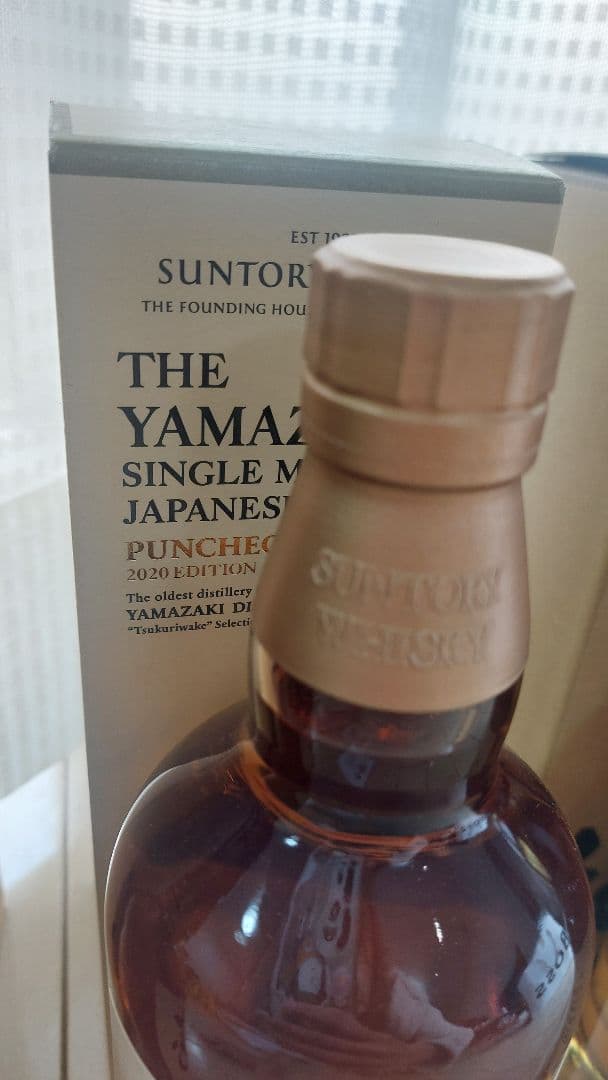 EST 19
SUNTOR
THE FOUNDING HOU
THE
YAMAZ
SINGLE M
JAPANES
PUNCHEO
2020 EDITION
The oldest distillery
YAMAZAKI DI
"Tsukuriwake" Selecti
SUNTORY
WHISKY